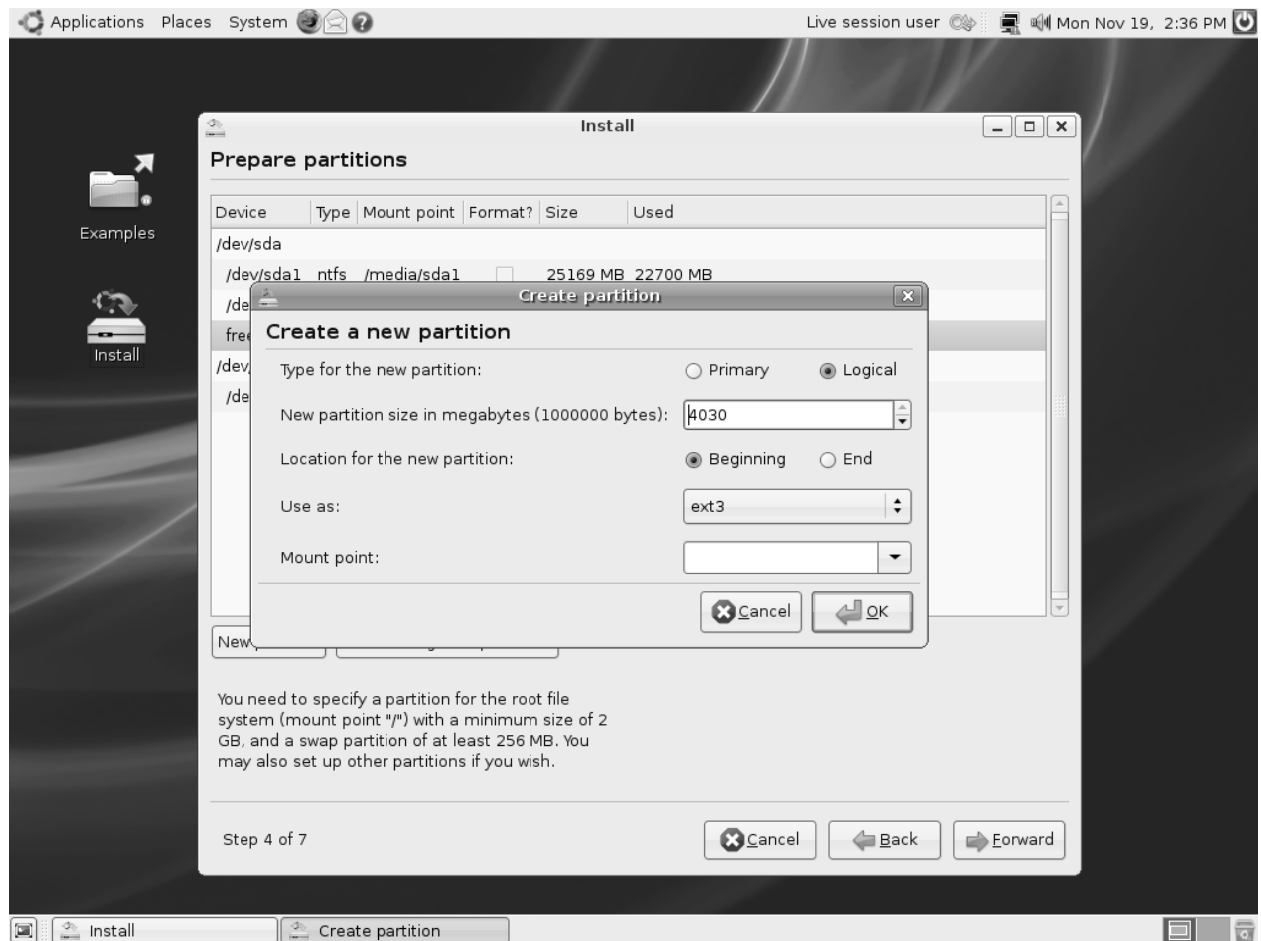 Applications Places System Live session user Mon Nov 19, 2:36 PM
Examples
Install
Install
Prepare partitions
Device Type Mount point Format? Size Used
/dev/sda
/dev/sda1 ntfs /media/sda1 25169 MB 22700 MB
Create partition
Create a new partition
Type for the new partition: Primary Logical
New partition size in megabytes (1000000 bytes): 4030
Location for the new partition: Beginning End
Use as: ext3
Mount point:
Cancel OK
New
You need to specify a partition for the root file
system (mount point "/") with a minimum size of 2
GB, and a swap partition of at least 256 MB. You
may also set up other partitions if you wish.
Step 4 of 7 Cancel Back Forward
Install Create partition